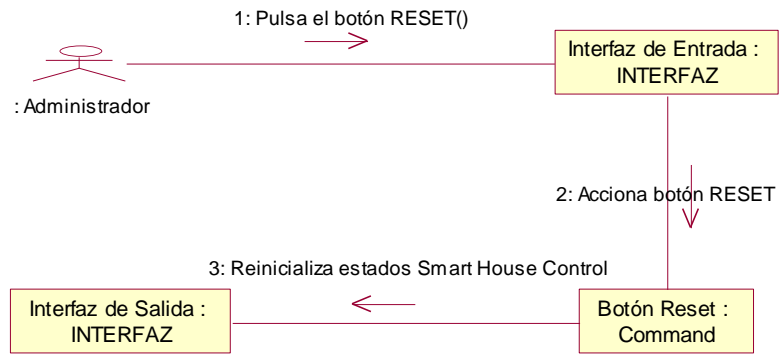 1: Pulsa el botón RESET()
Interfaz de Entrada :
INTERFAZ
: Administrador
2: Acciona botón RESET
3: Reinicializa estados Smart House Control
Interfaz de Salida :
INTERFAZ
Botón Reset :
Command